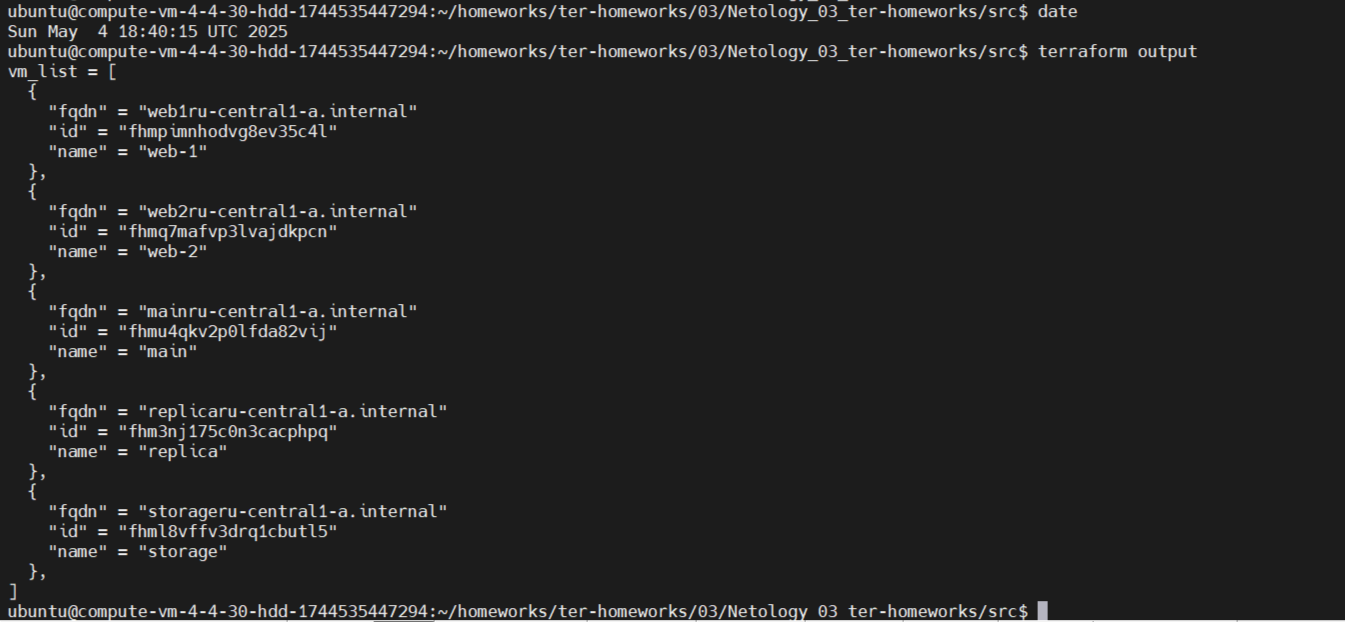 ubuntu@compute-vm-4-4-30-hdd-1744535447294:~/homeworks/ter-homeworks/03/Netology_03_ter-homeworks/src$ date
Sun May  4 18:40:15 UTC 2025
ubuntu@compute-vm-4-4-30-hdd-1744535447294:~/homeworks/ter-homeworks/03/Netology_03_ter-homeworks/src$ terraform output
vm_list = [
  {
    "fqdn" = "web1ru-central1-a.internal"
    "id" = "fhmpimnhodvg8ev35c4l"
    "name" = "web-1"
  },
  {
    "fqdn" = "web2ru-central1-a.internal"
    "id" = "fhmq7mafvp3lvajdkpcn"
    "name" = "web-2"
  },
  {
    "fqdn" = "mainru-central1-a.internal"
    "id" = "fhmu4qkv2p0lfda82vij"
    "name" = "main"
  },
  {
    "fqdn" = "replicaru-central1-a.internal"
    "id" = "fhm3nj175c0n3cacphpq"
    "name" = "replica"
  },
  {
    "fqdn" = "storageru-central1-a.internal"
    "id" = "fhml8vffv3drq1cbutl5"
    "name" = "storage"
  },
]
ubuntu@compute-vm-4-4-30-hdd-1744535447294:~/homeworks/ter-homeworks/03/Netology_03_ter-homeworks/src$